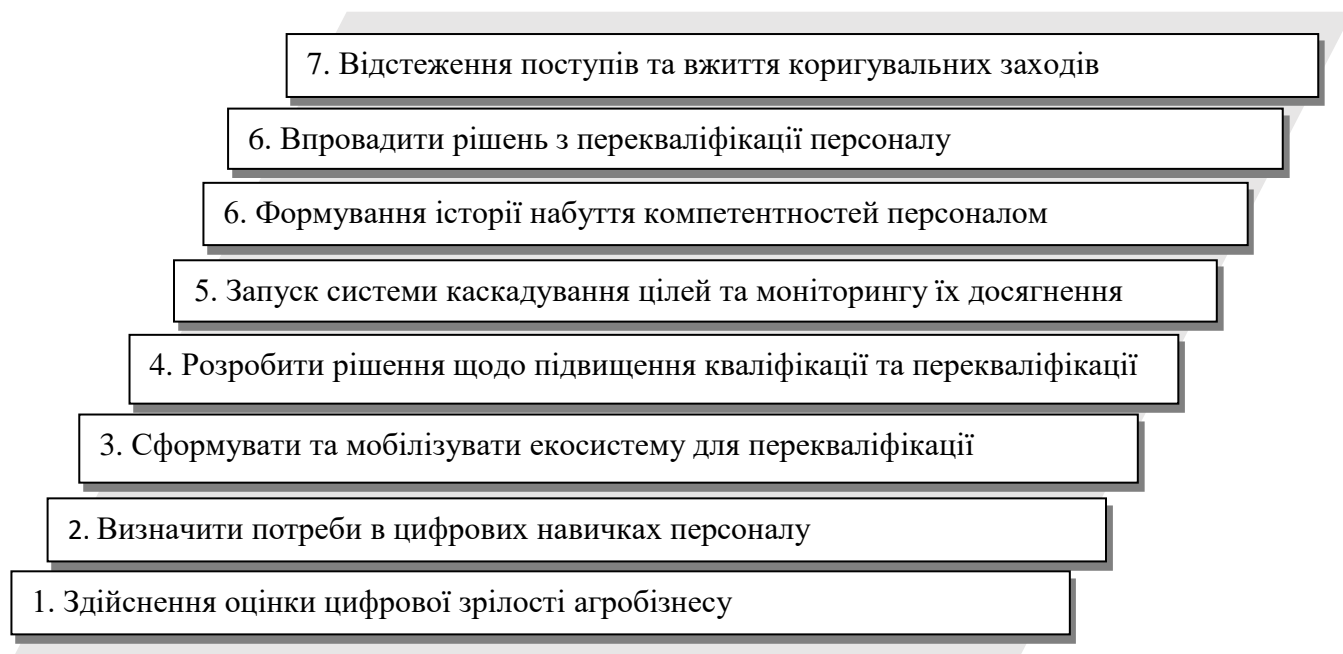 7. Відстеження поступів та вжиття коригувальних заходів
6. Впровадити рішень з перекваліфікації персоналу
6. Формування історії набуття компетентностей персоналом
5. Запуск системи каскадування цілей та моніторингу їх досягнення
4. Розробити рішення щодо підвищення кваліфікації та перекваліфікації
3. Сформувати та мобілізувати екосистему для перекваліфікації
2. Визначити потреби в цифрових навичках персоналу
1. Здійснення оцінки цифрової зрілості агробізнесу